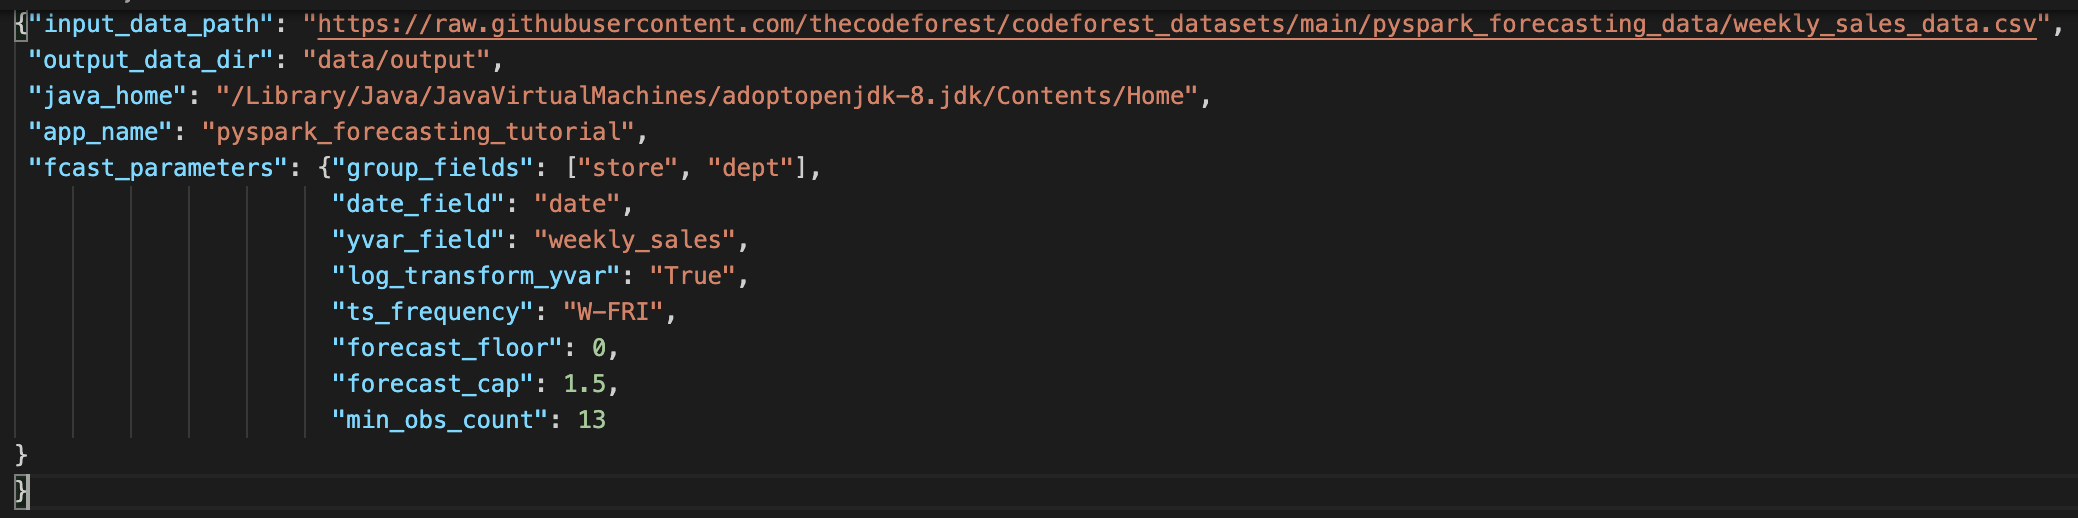 {"input_data_path": "https://raw.githubusercontent.com/thecodeforest/codeforest_datasets/main/pyspark_forecasting_data/weekly_sales_data.csv",
"output_data_dir": "data/output",
"java_home": "/Library/Java/JavaVirtualMachines/adoptopenjdk-8.jdk/Contents/Home",
"app_name": "pyspark_forecasting_tutorial",
"fcast_parameters": {"group_fields": ["store", "dept"],
"date_field": "date",
"yvar_field": "weekly_sales",
"log_transform_yvar": "True",
"ts_frequency": "W-FRI",
"forecast_floor": 0,
"forecast_cap": 1.5,
"min_obs_count": 13
}
}